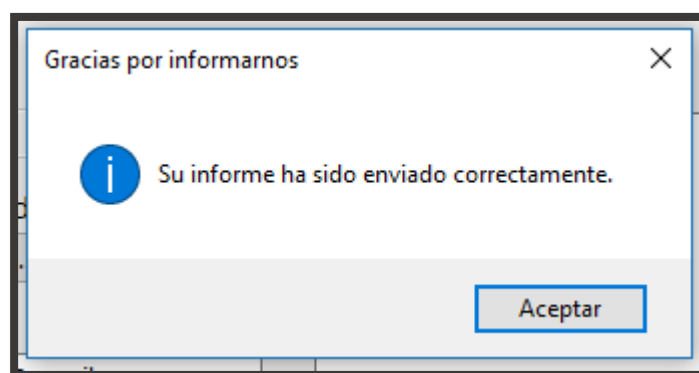 Gracias por informarnos
Su informe ha sido enviado correctamente.
Aceptar